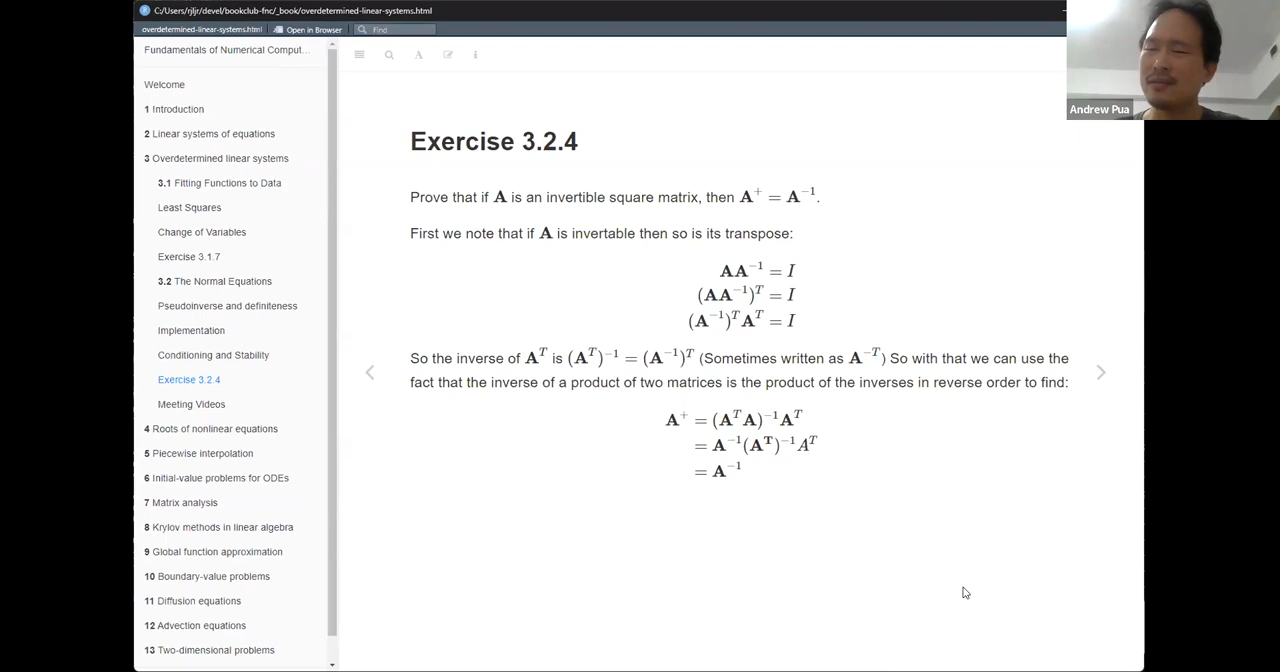 C:/Users/rjljr/devel/bookclub-fnc/_book/overdetermined-linear-systems.html
overdetermined-linear-systems.html
Open in Browser
Find
Fundamentals of Numerical Comput...
Welcome
1 Introduction
2 Linear systems of equations
3 Overdetermined linear systems
3.1 Fitting Functions to Data
Least Squares
Change of Variables
Exercise 3.1.7
3.2 The Normal Equations
Pseudoinverse and definiteness
Implementation
Conditioning and Stability
Exercise 3.2.4
Meeting Videos
4 Roots of nonlinear equations
5 Piecewise interpolation
6 Initial-value problems for ODEs
7 Matrix analysis
8 Krylov methods in linear algebra
9 Global function approximation
10 Boundary-value problems
11 Diffusion equations
12 Advection equations
13 Two-dimensional problems
A
i
Exercise 3.2.4
Prove that if A is an invertible square matrix, then A⁺ = A⁻¹.
First we note that if A is invertable then so is its transpose:
AA⁻¹ = I
(AA⁻¹)ᵀ = I
(A⁻¹)ᵀAᵀ = I
So the inverse of Aᵀ is (Aᵀ)⁻¹ = (A⁻¹)ᵀ (Sometimes written as A⁻ᵀ) So with that we can use the
fact that the inverse of a product of two matrices is the product of the inverses in reverse order to find:
A⁺ = (AᵀA)⁻¹Aᵀ
= A⁻¹(Aᵀ)⁻¹Aᵀ
= A⁻¹
Andrew Pua